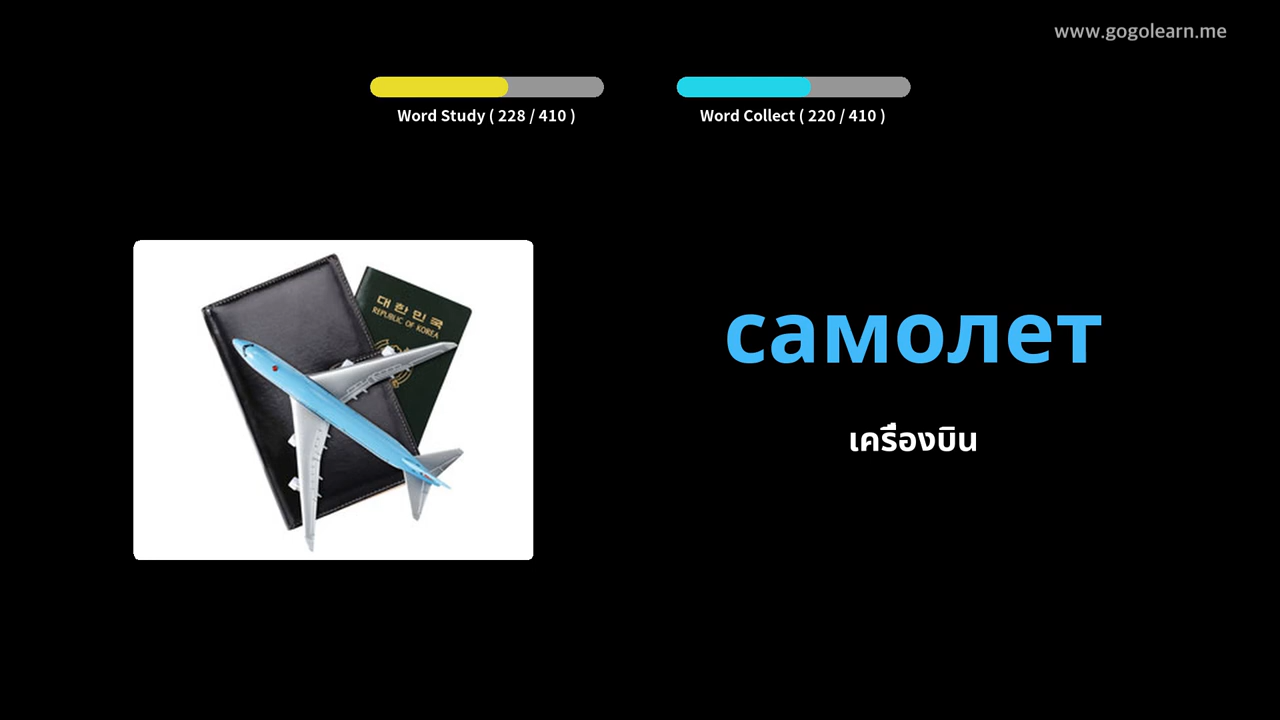 www.gogolearn.me
Word Study ( 228 / 410 )
Word Collect ( 220 / 410 )
대한민국
REPUBLIC OF KOREA
самолет
เครื่องบิน